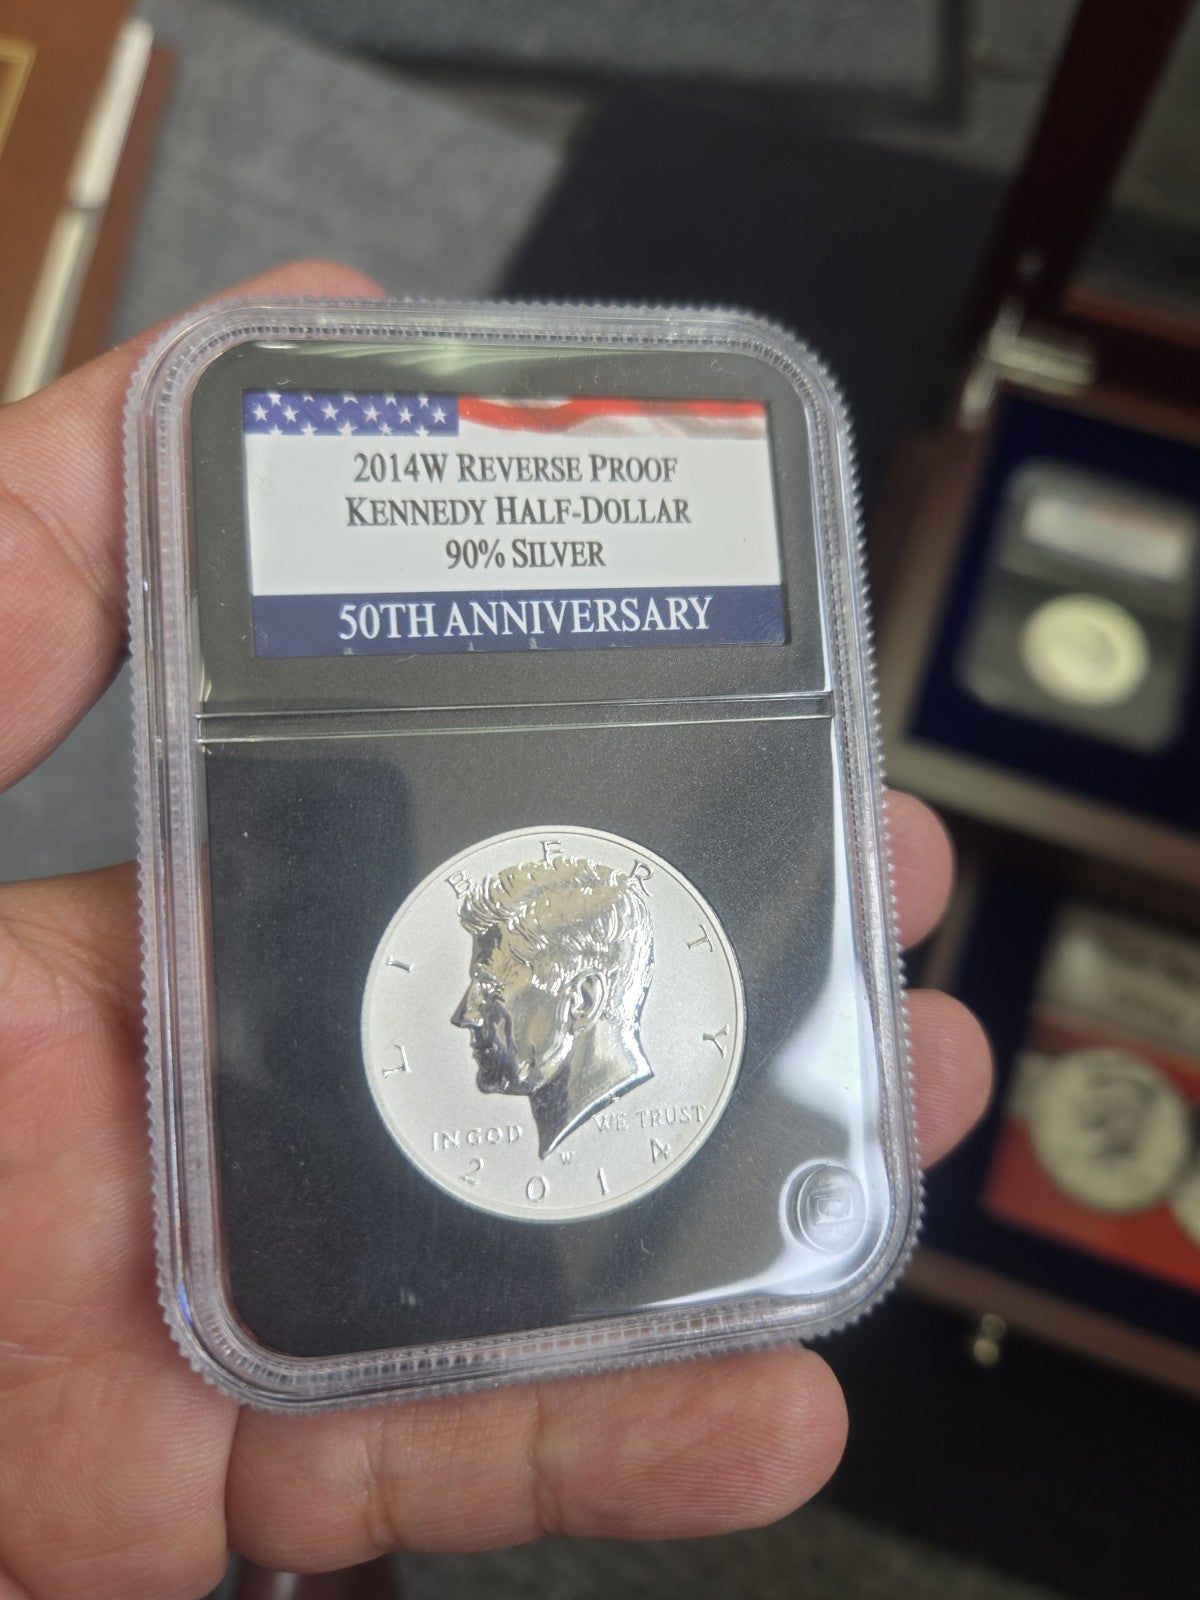 2014W REVERSE PROOF
KENNEDY HALF-DOLLAR
90% SILVER
50TH ANNIVERSARY
LIBERTY
IN GOD WE TRUST
W
2014